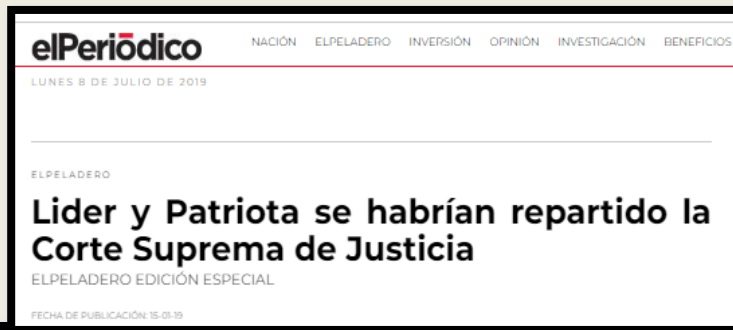 elPeriódico NACIÓN ELPELADERO INVERSIÓN OPINIÓN INVESTIGACIÓN BENEFICIOS
LUNES 8 DE JULIO DE 2019
ELPELADERO
Lider y Patriota se habrían repartido la
Corte Suprema de Justicia
ELPELADERO EDICIÓN ESPECIAL
FECHA DE PUBLICACIÓN: 15-01-19